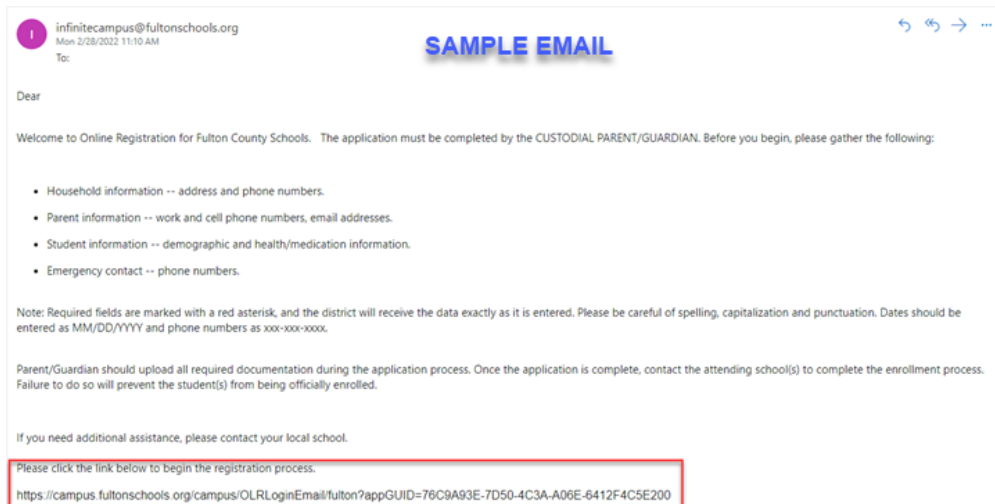 I
infinitecampus@fultonschools.org
Mon 2/28/2022 11:10 AM
To:
SAMPLE EMAIL
Dear
Welcome to Online Registration for Fulton County Schools.   The application must be completed by the CUSTODIAL PARENT/GUARDIAN. Before you begin, please gather the following:
• Household information -- address and phone numbers.
• Parent information -- work and cell phone numbers, email addresses.
• Student information -- demographic and health/medication information.
• Emergency contact -- phone numbers.
Note: Required fields are marked with a red asterisk, and the district will receive the data exactly as it is entered. Please be careful of spelling, capitalization and punctuation. Dates should be
entered as MM/DD/YYYY and phone numbers as xxx-xxx-xxxx.
Parent/Guardian should upload all required documentation during the application process. Once the application is complete, contact the attending school(s) to complete the enrollment process.
Failure to do so will prevent the student(s) from being officially enrolled.
If you need additional assistance, please contact your local school.
Please click the link below to begin the registration process.
https://campus.fultonschools.org/campus/OLRLoginEmail/fulton?appGUID=76C9A93E-7D50-4C3A-A06E-6412F4C5E200